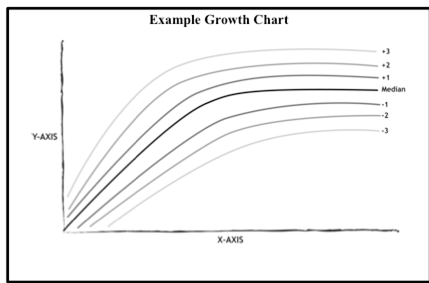 Example Growth Chart
+3
+2
+1
Median
-1
-2
-3
Y-AXIS
X-AXIS